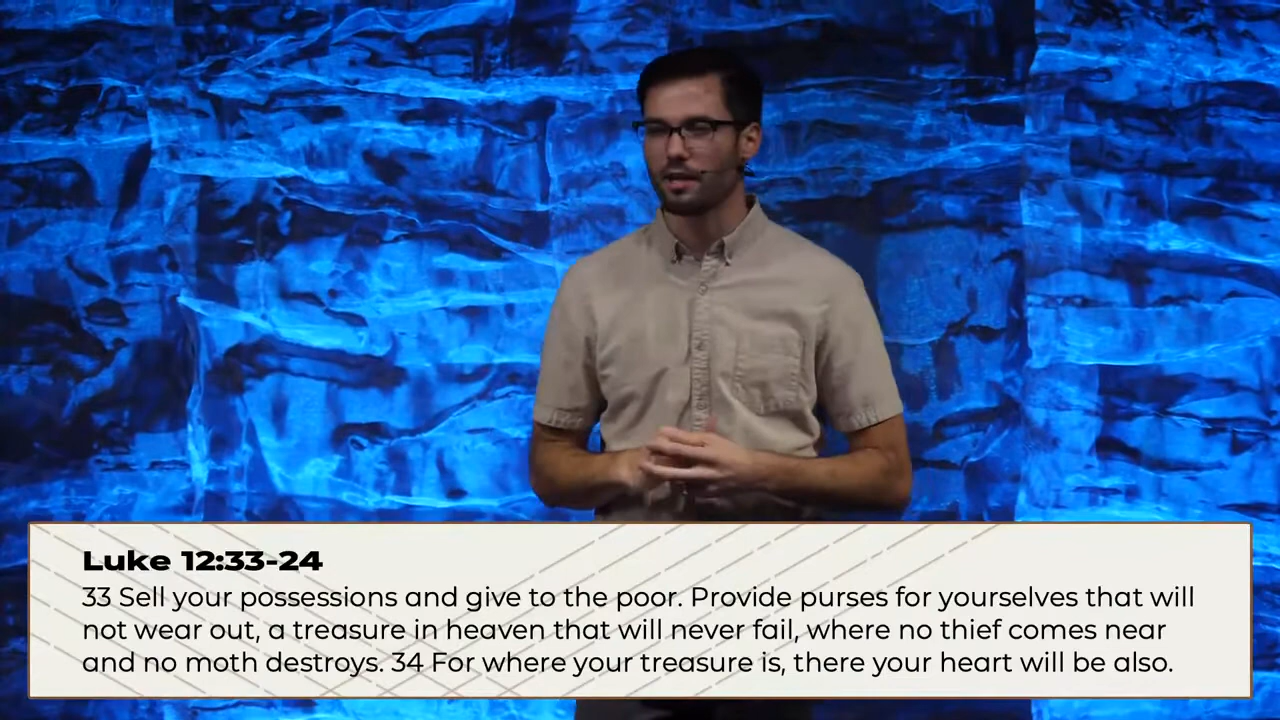 Luke 12:33-24
33 Sell your possessions and give to the poor. Provide purses for yourselves that will
not wear out, a treasure in heaven that will never fail, where no thief comes near
and no moth destroys. 34 For where your treasure is, there your heart will be also.